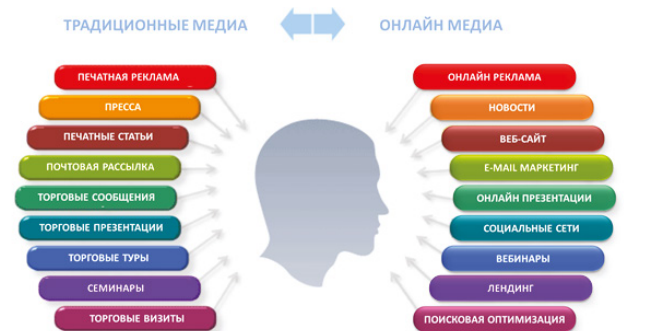 ТРАДИЦИОННЫЕ МЕДИА
ОНЛАЙН МЕДИА
ПЕЧАТНАЯ РЕКЛАМА
ПРЕССА
ПЕЧАТНЫЕ СТАТЬИ
ПОЧТОВАЯ РАССЫЛКА
ТОРГОВЫЕ СООБЩЕНИЯ
ТОРГОВЫЕ ПРЕЗЕНТАЦИИ
ТОРГОВЫЕ ТУРЫ
СЕМИНАРЫ
ТОРГОВЫЕ ВИЗИТЫ
ОНЛАЙН РЕКЛАМА
НОВОСТИ
ВЕБ-САЙТ
E-MAIL МАРКЕТИНГ
ОНЛАЙН ПРЕЗЕНТАЦИИ
СОЦИАЛЬНЫЕ СЕТИ
ВЕБИНАРЫ
ЛЕНДИНГ
ПОИСКОВАЯ ОПТИМИЗАЦИЯ